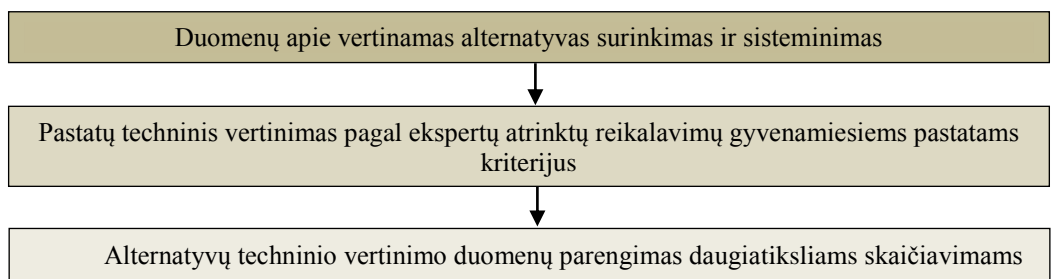 Duomenų apie vertinamas alternatyvas surinkimas ir sisteminimas
Pastatų techninis vertinimas pagal ekspertų atrinktų reikalavimų gyvenamiesiems pastatams
kriterijus
Alternatyvų techninio vertinimo duomenų parengimas daugiatiksliams skaičiavimams